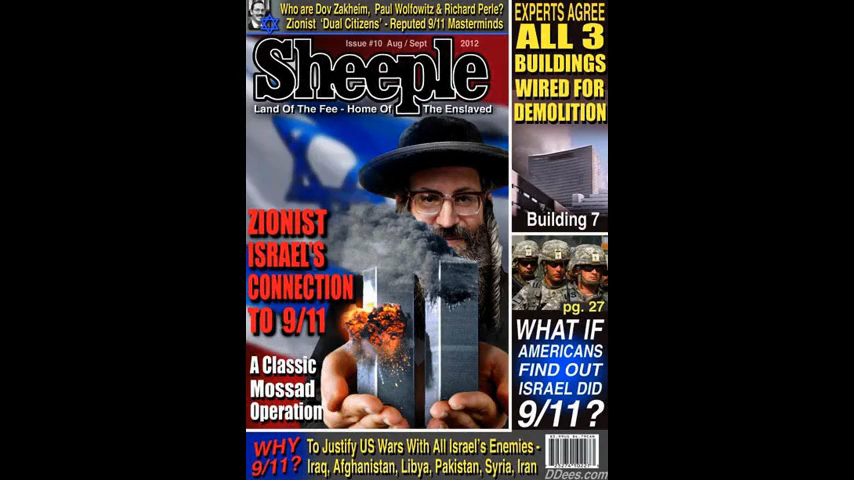 Who are Dov Zakheim, Paul Wolfowitz & Richard Perle?
Zionist 'Dual Citizens' - Reputed 9/11 Masterminds
Issue #10 Aug / Sept 2012
Sheeple
Land Of The Fee - Home Of The Enslaved
ZIONIST
ISRAEL'S
CONNECTION
TO 9/11
A Classic
Mossad
Operation
EXPERTS AGREE
ALL 3
BUILDINGS
WIRED FOR
DEMOLITION
Building 7
pg. 27
WHAT IF
AMERICANS
FIND OUT
ISRAEL DID
9/11?
WHY
9/11?
To Justify US Wars With All Israel's Enemies -
Iraq, Afghanistan, Libya, Pakistan, Syria, Iran
DDees.com